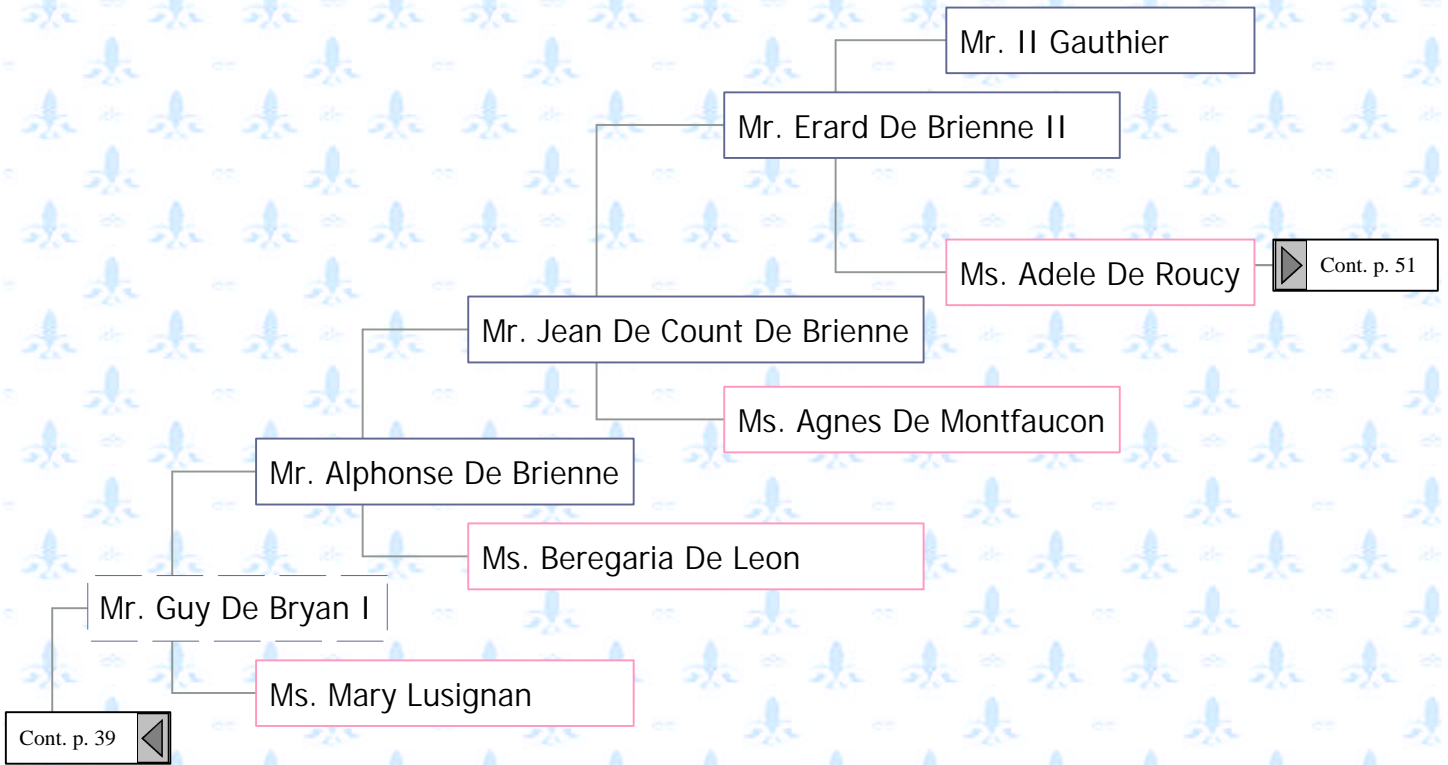 Mr. II Gauthier
Mr. Erard De Brienne II
Ms. Adele De Roucy
Cont. p. 51
Mr. Jean De Count De Brienne
Ms. Agnes De Montfaucon
Mr. Alphonse De Brienne
Ms. Beregaria De Leon
Mr. Guy De Bryan I
Ms. Mary Lusignan
Cont. p. 39